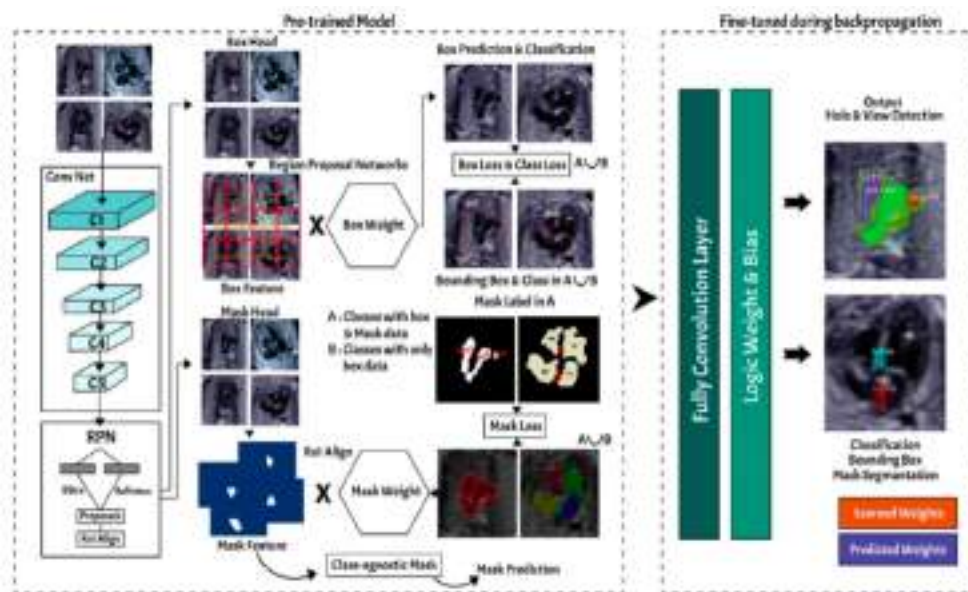 Pre-trained Model
Fine-tuned during backpropagation
Box Head
Box Prediction & Classification
Output
Hole & View Detection
Conv Net
C1
C2
C3
C4
C5
Region Proposal Networks
X
Box Weight
Box Loss & Class Loss
Box Feature
Bounding Box & Class in A
Mask Head
Mask Label in A
A : Classes with box
& Mask data
B : Classes with only
box data
Fully Convolution Layer
Logic Weight & Bias
RPN
Proposals
RoI Align
RoI Align
X
Mask Weight
Mask Loss
Mask Feature
Class-agnostic Mask
Mask Prediction
Classification
Bounding Box
Mask Segmentation
Learned Weights
Predicted Weights